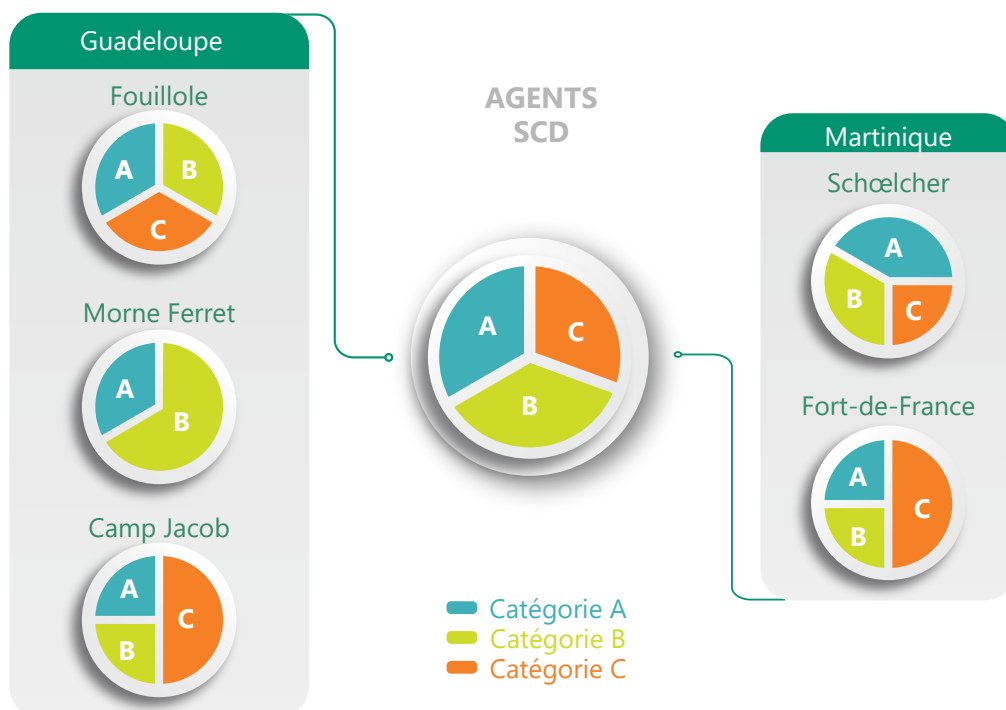 Guadeloupe
Fouillole
A
B
C
Morne Ferret
A
B
Camp Jacob
A
C
B
AGENTS
SCD
A
C
B
Catégorie A
Catégorie B
Catégorie C
Martinique
Schœlcher
A
B
C
Fort-de-France
A
C
B